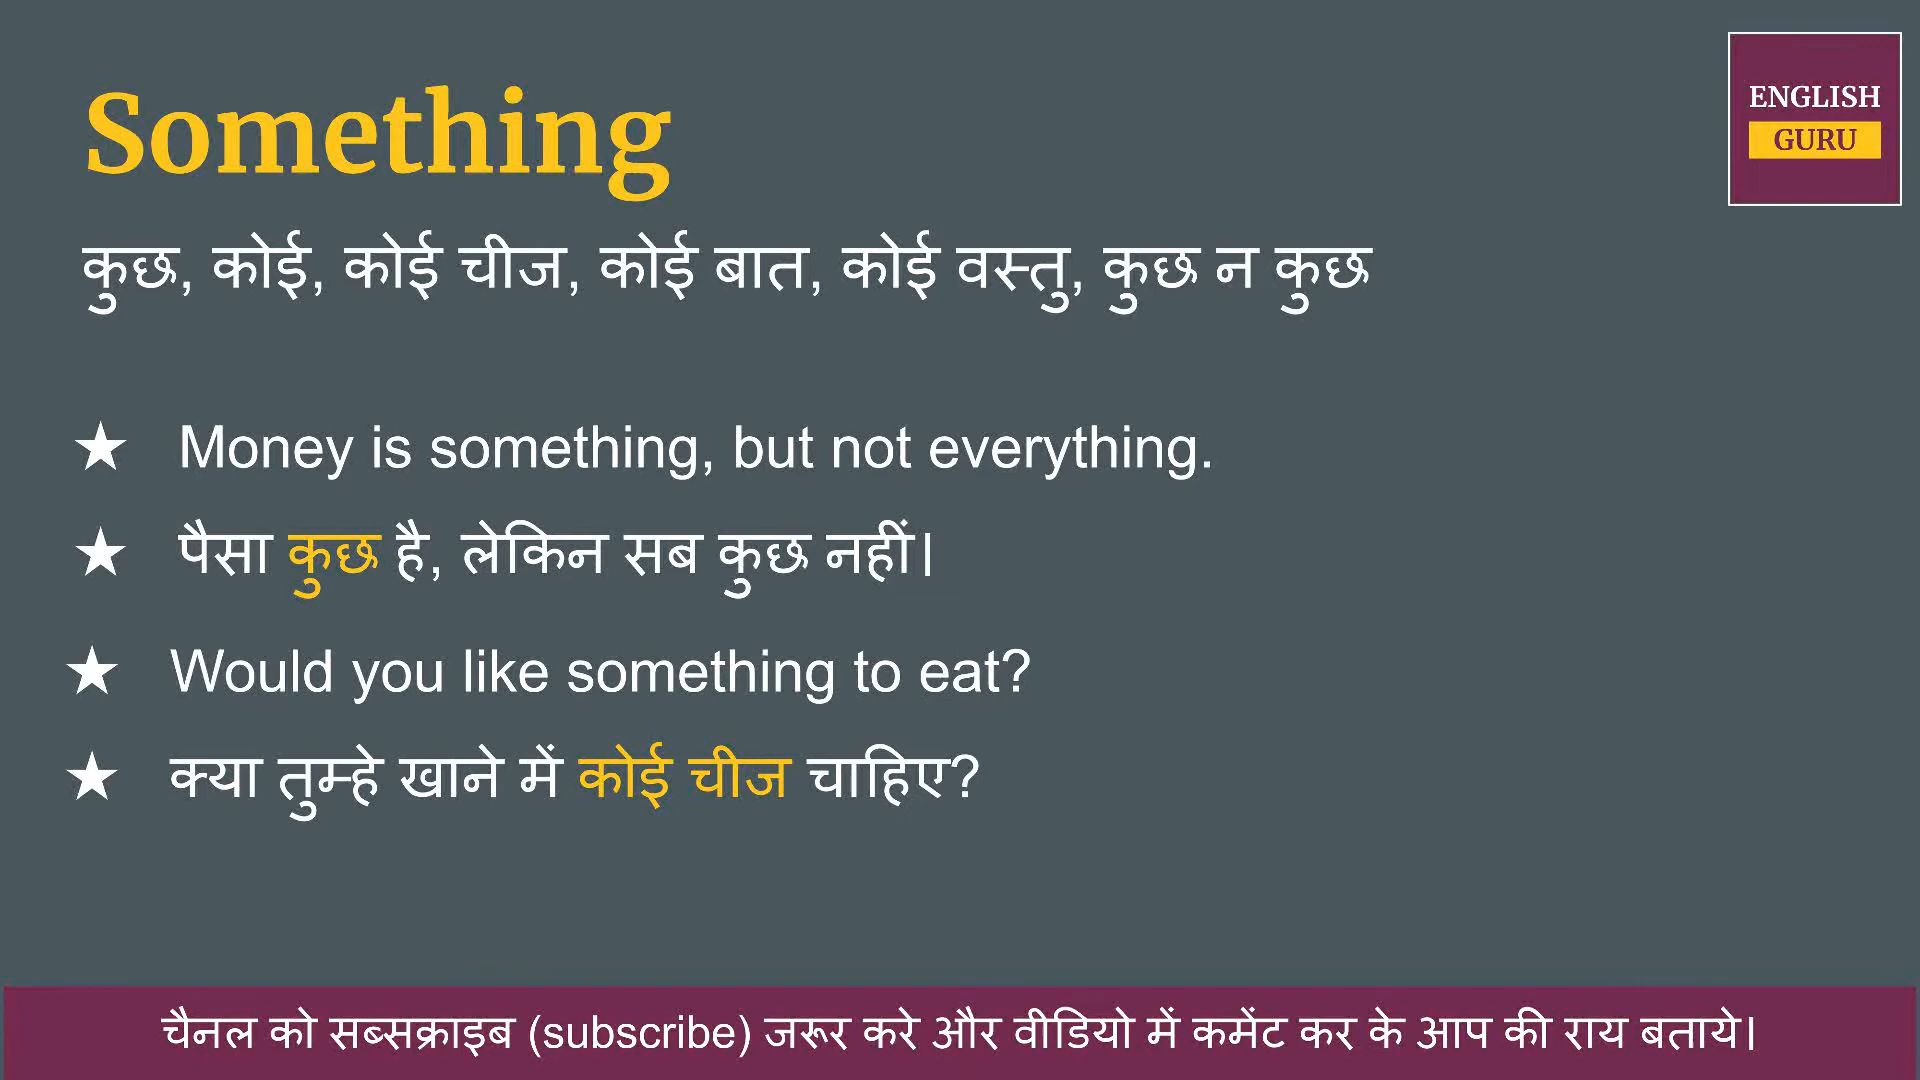 Something
ENGLISH
GURU
कुछ, कोई, कोई चीज, कोई बात, कोई वस्तु, कुछ न कुछ
★ Money is something, but not everything.
★ पैसा कुछ है, लेकिन सब कुछ नहीं।
★ Would you like something to eat?
★ क्या तुम्हे खाने में कोई चीज चाहिए?
चैनल को सब्सक्राइब (subscribe) जरूर करे और वीडियो में कमेंट कर के आप की राय बताये।